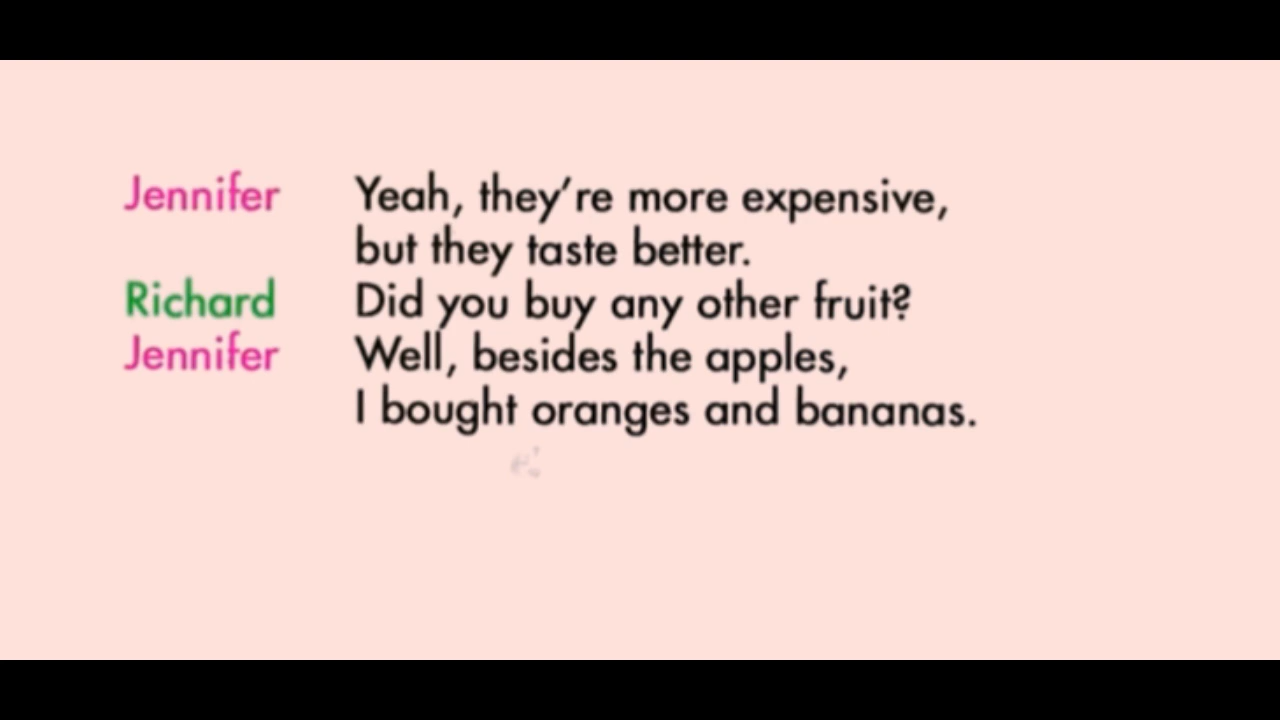 Jennifer Yeah, they're more expensive,
but they taste better.
Richard Did you buy any other fruit?
Jennifer Well, besides the apples,
I bought oranges and bananas.